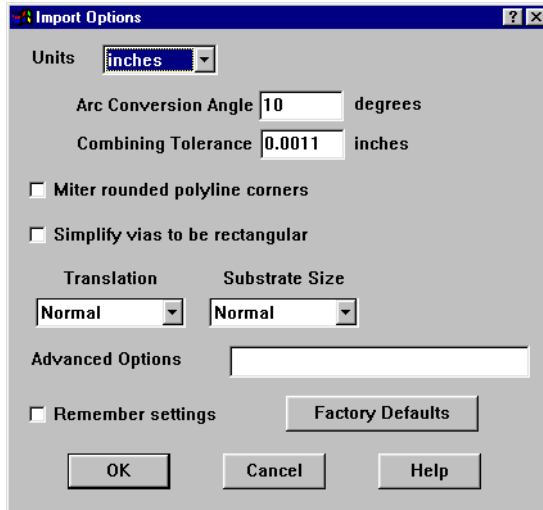 Import Options
Units inches
Arc Conversion Angle 10 degrees
Combining Tolerance 0.0011 inches
Miter rounded polyline corners
Simplify vias to be rectangular
Translation Substrate Size
Normal Normal
Advanced Options
Remember settings Factory Defaults
OK Cancel Help